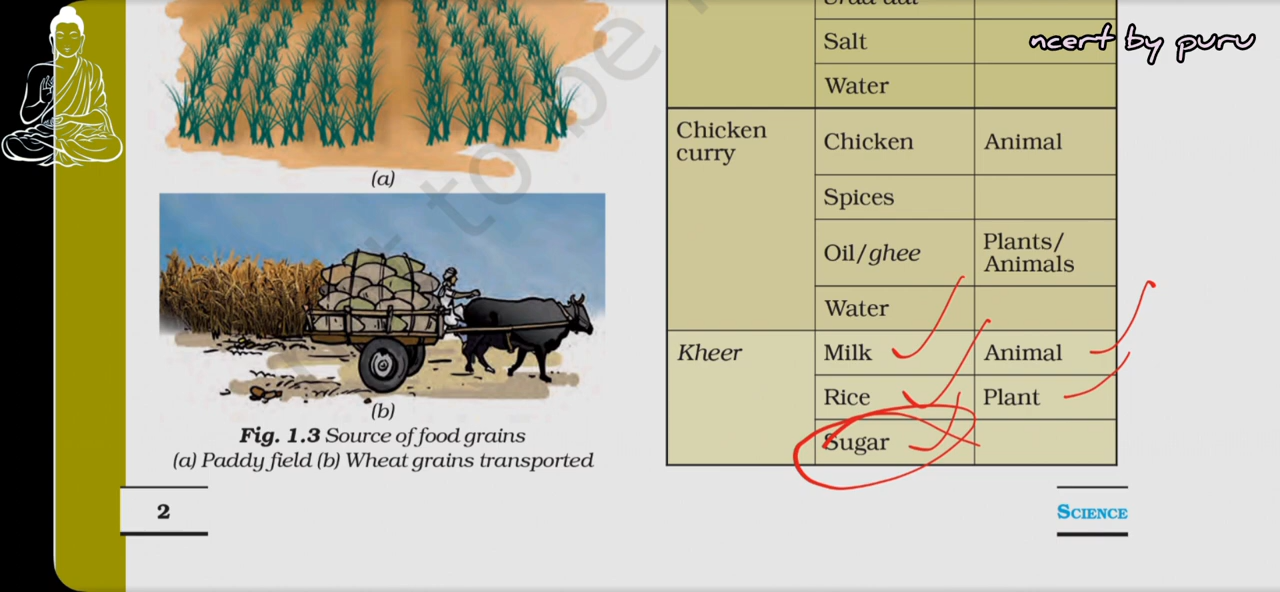 ncert by puru
(a)
(b)
Fig. 1.3 Source of food grains
(a) Paddy field (b) Wheat grains transported
Salt
Water
Chicken curry
Chicken
Animal
Spices
Oil/ghee
Plants/
Animals
Water
Kheer
Milk
Animal
Rice
Plant
Sugar
2
SCIENCE